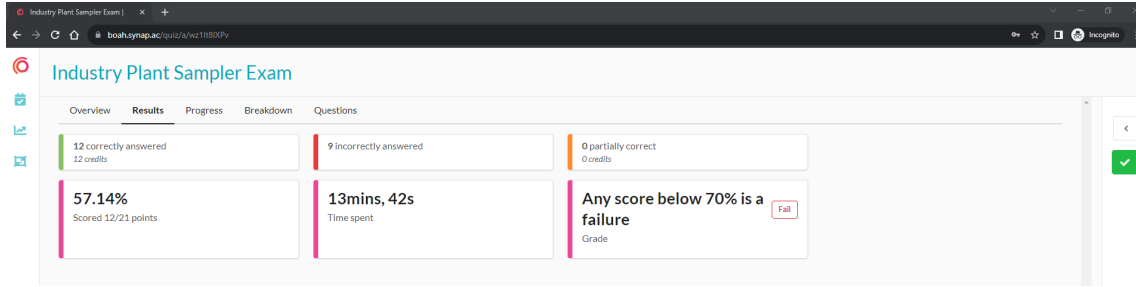 Industry Plant Sampler Exam |
boah.synap.ac/quiz/a/wz1It8IXPv
Incognito
Industry Plant Sampler Exam
Overview Results Progress Breakdown Questions
12 correctly answered
12 credits
9 incorrectly answered
0 partially correct
0 credits
57.14%
Scored 12/21 points
13mins, 42s
Time spent
Any score below 70% is a
failure
Fail
Grade